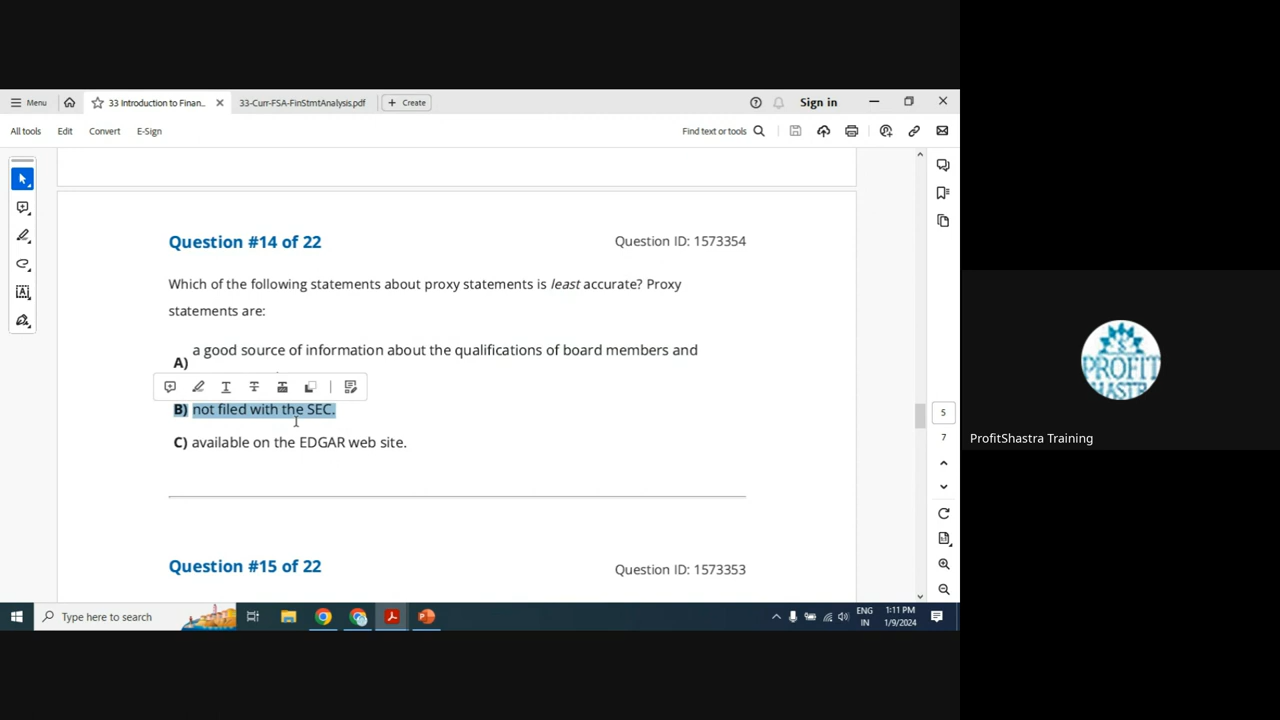 Menu
33 Introduction to Finan...
33-Curr-FSA-FinStmtAnalysis.pdf
Create
Sign in
All tools
Edit
Convert
E-Sign
Find text or tools
Question #14 of 22
Question ID: 1573354
Which of the following statements about proxy statements is least accurate? Proxy
statements are:
A) a good source of information about the qualifications of board members and
B) not filed with the SEC.
C) available on the EDGAR web site.
Question #15 of 22
Question ID: 1573353
5
7
Type here to search
ENG
IN
1:11 PM
1/9/2024
PROFIT
SHASTRA
ProfitShastra Training